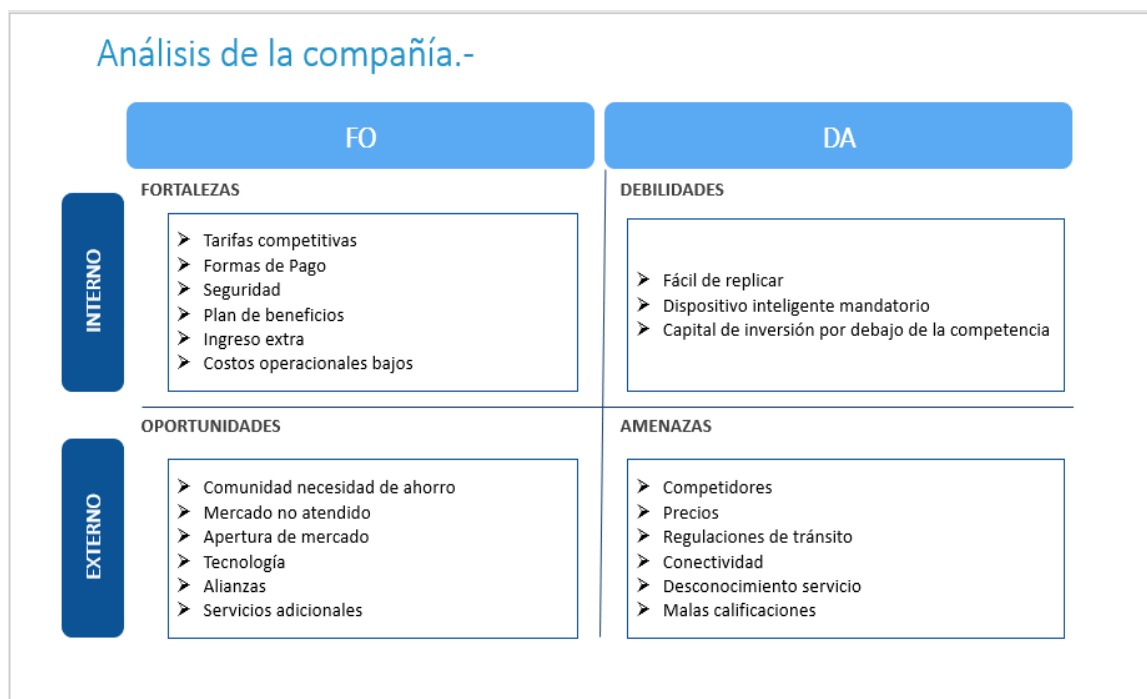 Análisis de la compañía.-
FO
DA
INTERNO
FORTALEZAS
➢ Tarifas competitivas
➢ Formas de Pago
➢ Seguridad
➢ Plan de beneficios
➢ Ingreso extra
➢ Costos operacionales bajos
DEBILIDADES
➢ Fácil de replicar
➢ Dispositivo inteligente mandatorio
➢ Capital de inversión por debajo de la competencia
EXTERNO
OPORTUNIDADES
➢ Comunidad necesidad de ahorro
➢ Mercado no atendido
➢ Apertura de mercado
➢ Tecnología
➢ Alianzas
➢ Servicios adicionales
AMENAZAS
➢ Competidores
➢ Precios
➢ Regulaciones de tránsito
➢ Conectividad
➢ Desconocimiento servicio
➢ Malas calificaciones